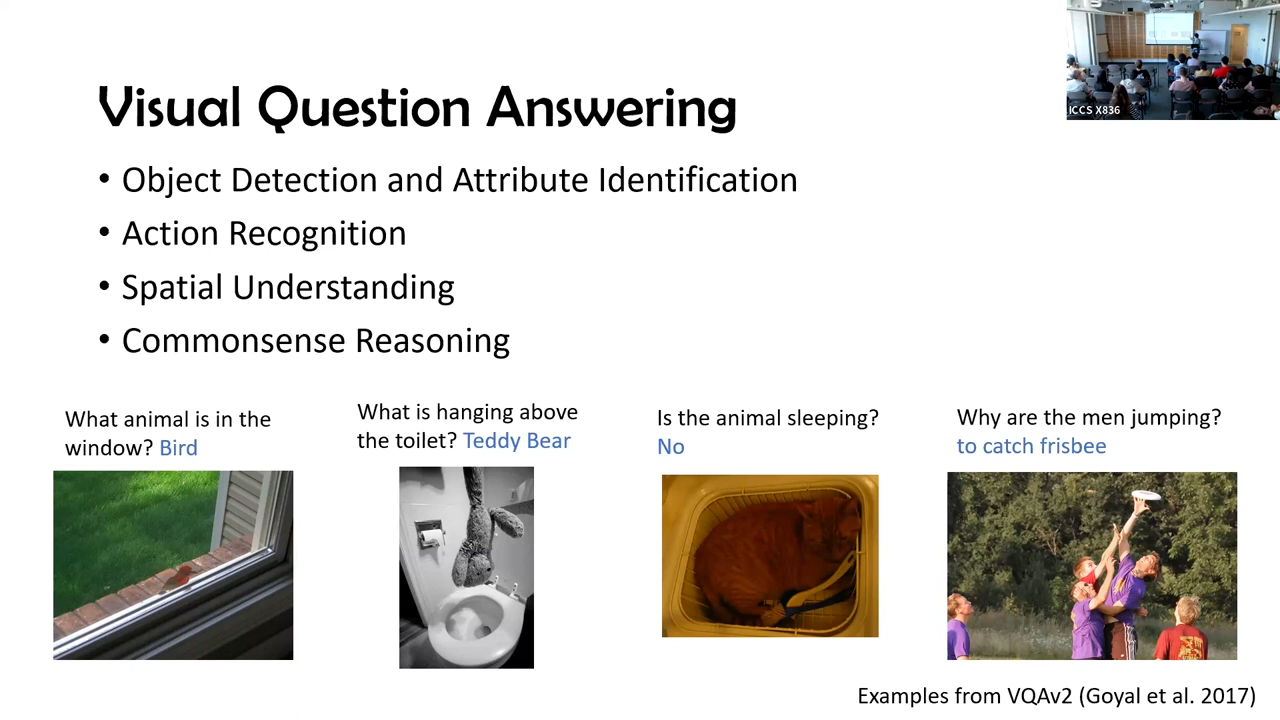 ICCS X836
Visual Question Answering
• Object Detection and Attribute Identification
• Action Recognition
• Spatial Understanding
• Commonsense Reasoning
What animal is in the
window? Bird
What is hanging above
the toilet? Teddy Bear
Is the animal sleeping?
No
Why are the men jumping?
to catch frisbee
Examples from VQAv2 (Goyal et al. 2017)